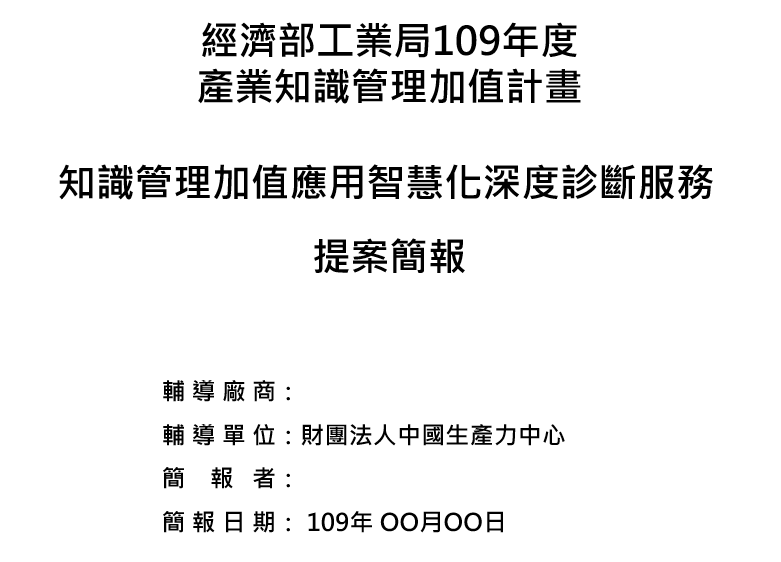 經濟部工業局109年度
產業知識管理加值計畫
知識管理加值應用智慧化深度診斷服務
提案簡報
輔 導 廠 商：
輔 導 單 位：財團法人中國生產力中心
簡 報 者：
簡 報 日 期： 109年 OO月OO日